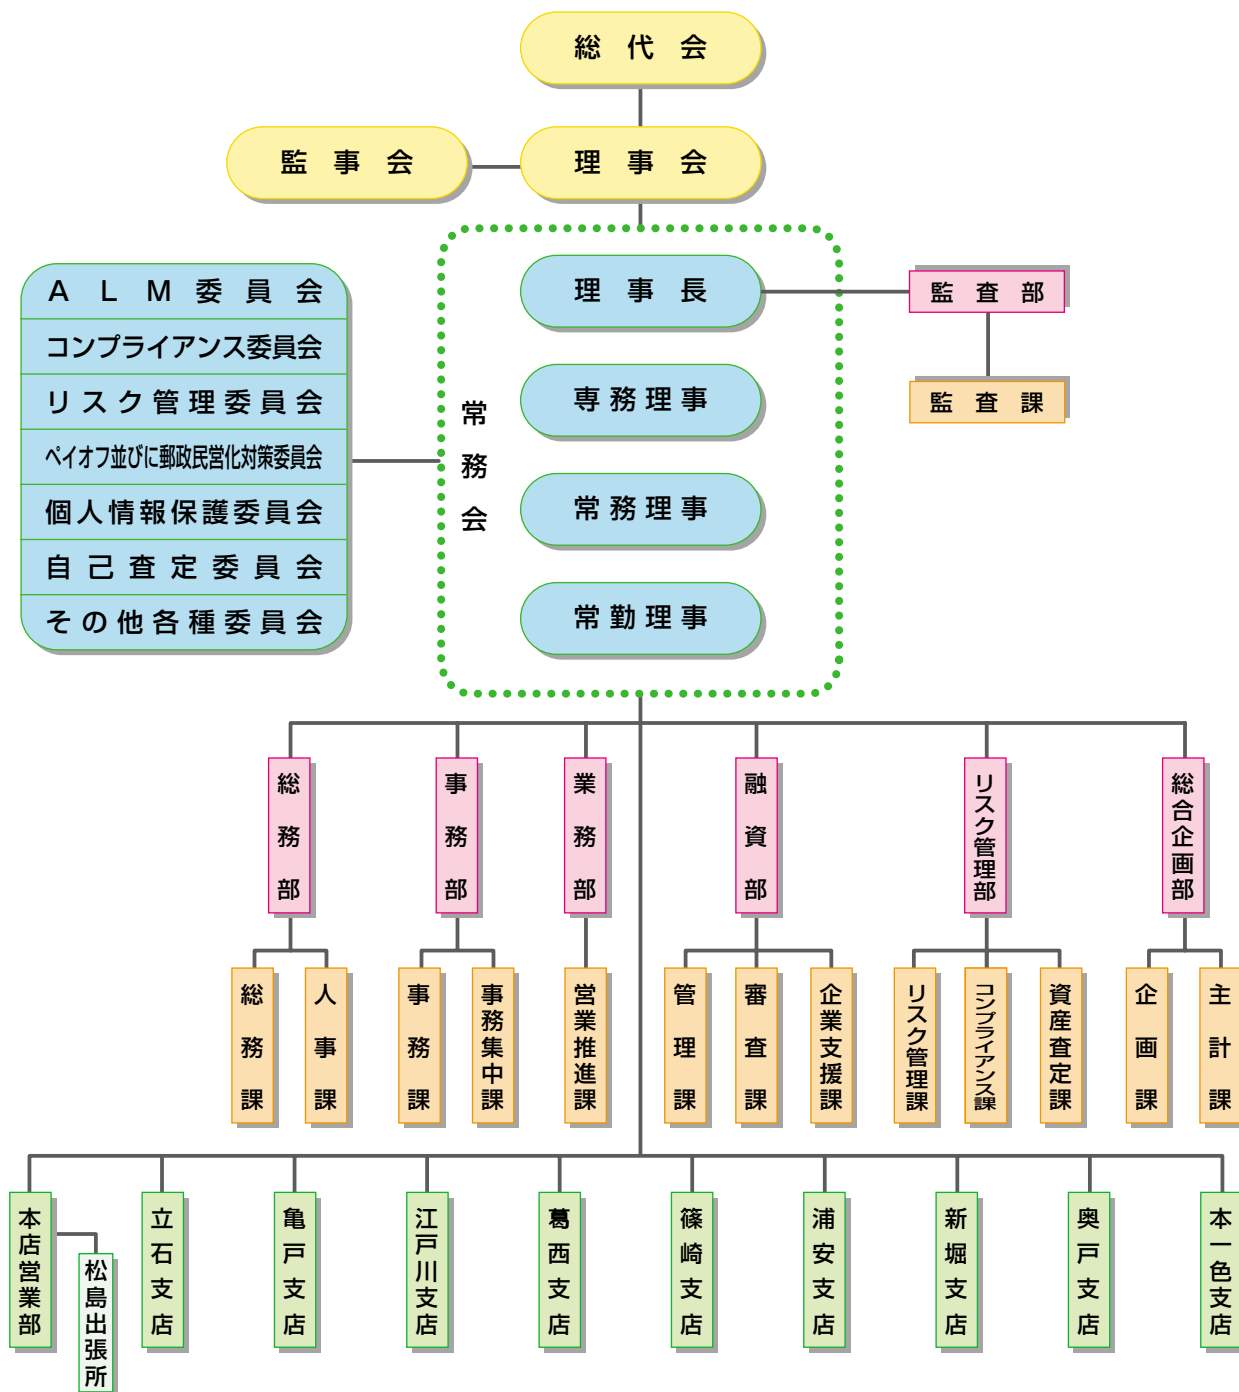 総代会
監事会
理事会
ALM委員会
コンプライアンス委員会
リスク管理委員会
ペイオフ並びに郵政民営化対策委員会
個人情報保護委員会
自己査定委員会
その他各種委員会
常務会
理事長
専務理事
常務理事
常勤理事
監査部
監査課
総務部
事務部
業務部
融資部
リスク管理部
総合企画部
総務課
人事課
事務課
事務集中課
営業推進課
管理課
審査課
企業支援課
リスク管理課
コンプライアンス課
資産査定課
企画課
主計課
本店営業部
松島出張所
立石支店
亀戸支店
江戸川支店
葛西支店
篠崎支店
浦安支店
新堀支店
奥戸支店
本一色支店